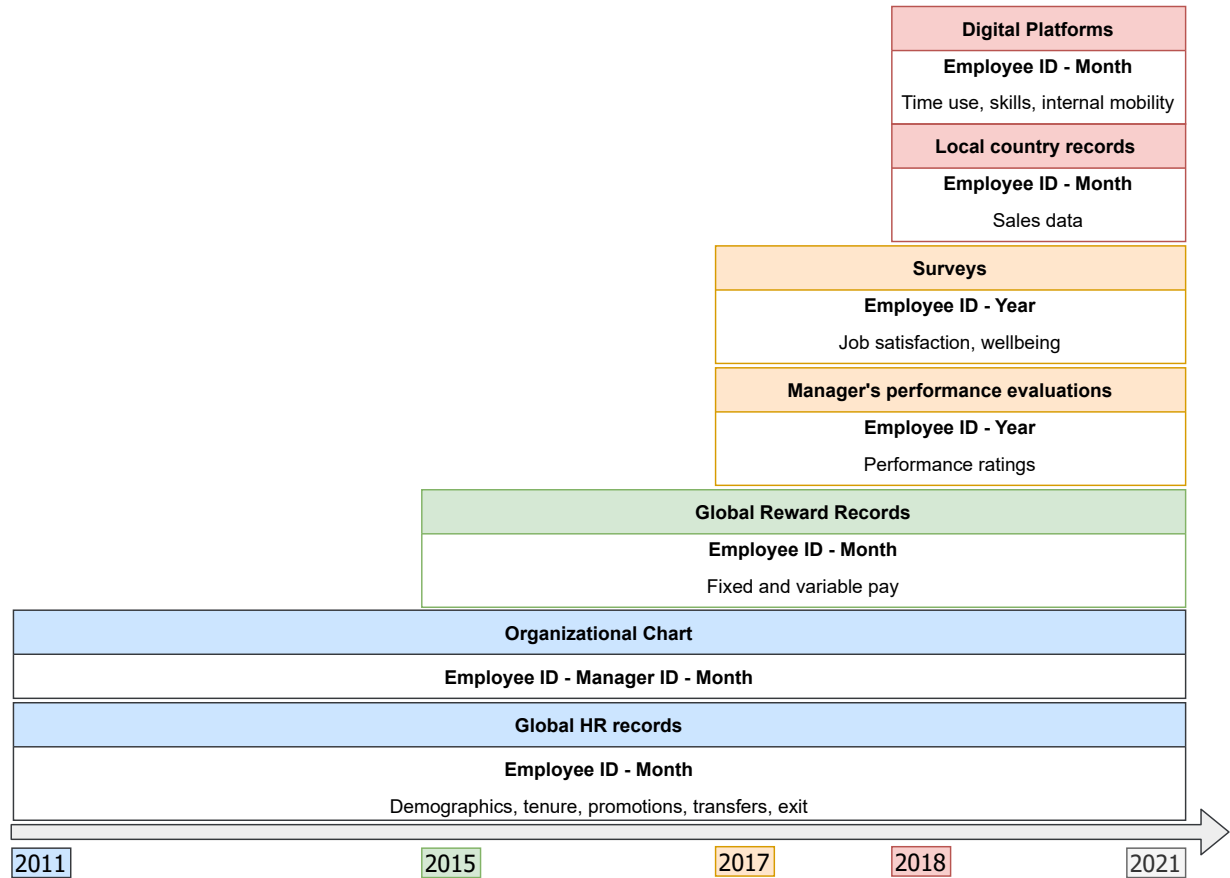 Digital Platforms
Employee ID - Month
Time use, skills, internal mobility
Local country records
Employee ID - Month
Sales data
Surveys
Employee ID - Year
Job satisfaction, wellbeing
Manager's performance evaluations
Employee ID - Year
Performance ratings
Global Reward Records
Employee ID - Month
Fixed and variable pay
Organizational Chart
Employee ID - Manager ID - Month
Global HR records
Employee ID - Month
Demographics, tenure, promotions, transfers, exit
2011
2015
2017
2018
2021